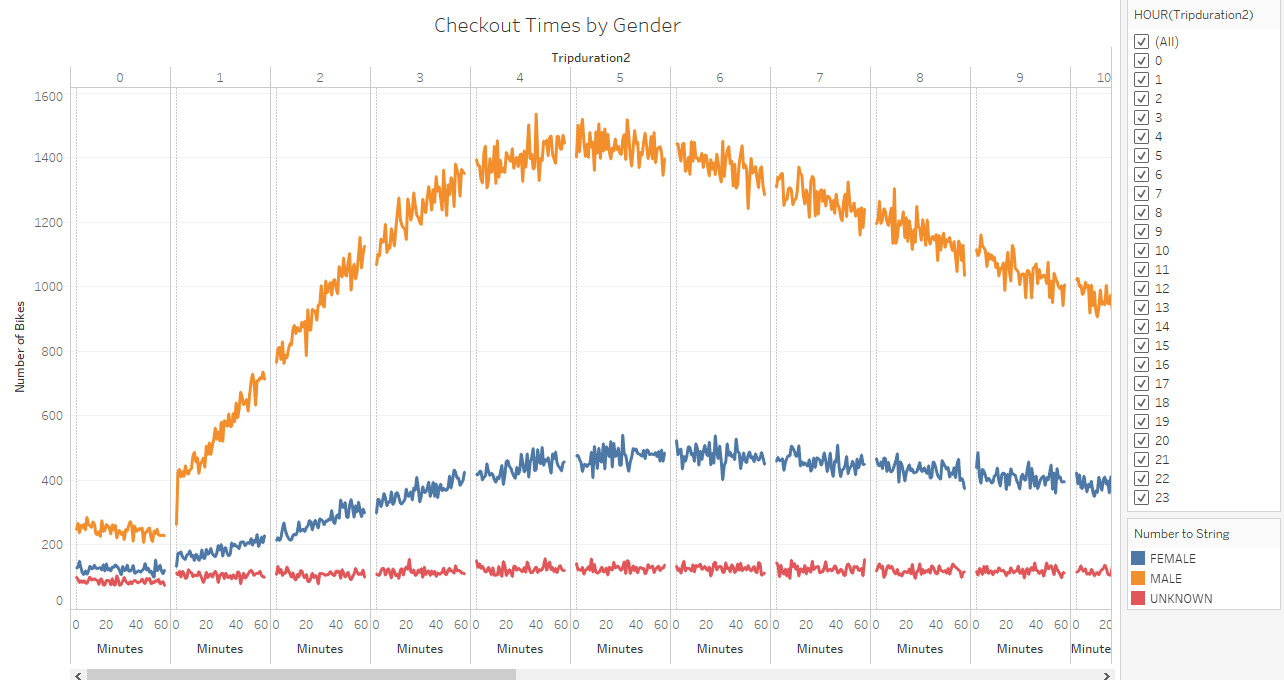 Checkout Times by Gender
Tripduration2
0 1 2 3 4 5 6 7 8 9 10
Number of Bikes
1600
1400
1200
1000
800
600
400
200
0
0 20 40 60 0 20 40 60 0 20 40 60 0 20 40 60 0 20 40 60 0 20 40 60 0 20 40 60 0 20 40 60 0 20 40 60 0 20 40 60 0 20
Minutes Minutes Minutes Minutes Minutes Minutes Minutes Minutes Minutes Minutes Minute
HOUR(Tripduration2)
(All)
0
1
2
3
4
5
6
7
8
9
10
11
12
13
14
15
16
17
18
19
20
21
22
23
Number to String
FEMALE
MALE
UNKNOWN